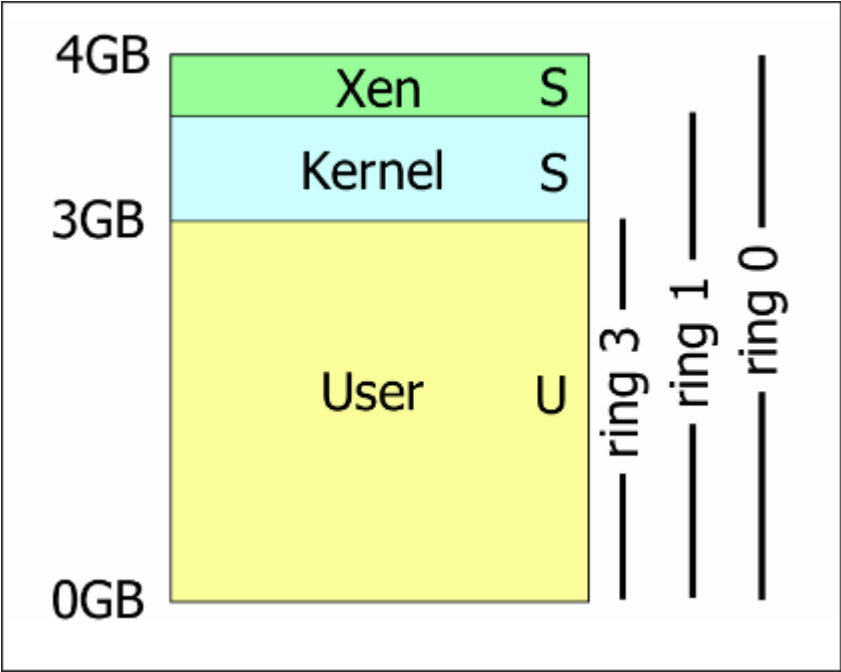 4GB
Xen S
Kernel S
3GB
User U
0GB
ring 3
ring 1
ring 0